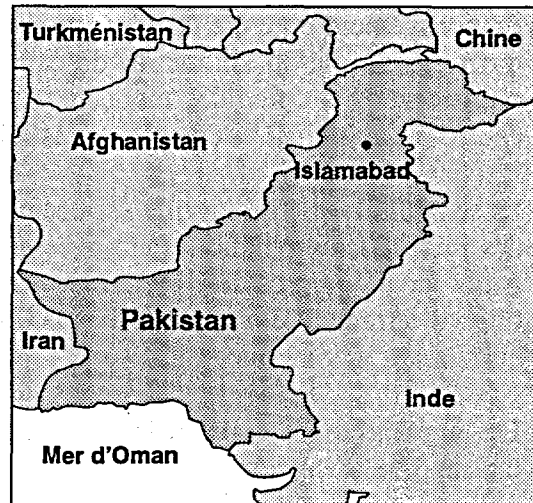 Turkménistan
Chine
Afghanistan
Islamabad
Pakistan
Iran
Inde
Mer d'Oman